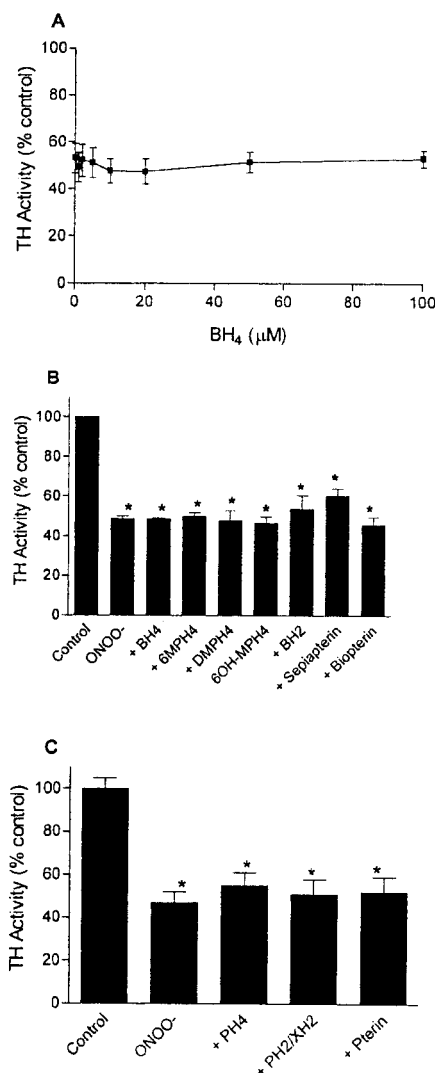 A
TH Activity (% control)
100
80
60
40
20
0
0
20
40
60
80
100
BH₄ (μM)
B
TH Activity (% control)
100
80
60
40
20
0
* * * * * * * *
Control
ONOO-
+ BH4
+ 6MPH4
+ DMPH4
6OH-MPH4
+ BH2
+ Sepiapterin
+ Biopterin
C
TH Activity (% control)
100
80
60
40
20
0
* * * *
Control
ONOO-
+ PH4
+ PH2/XH2
+ Pterin